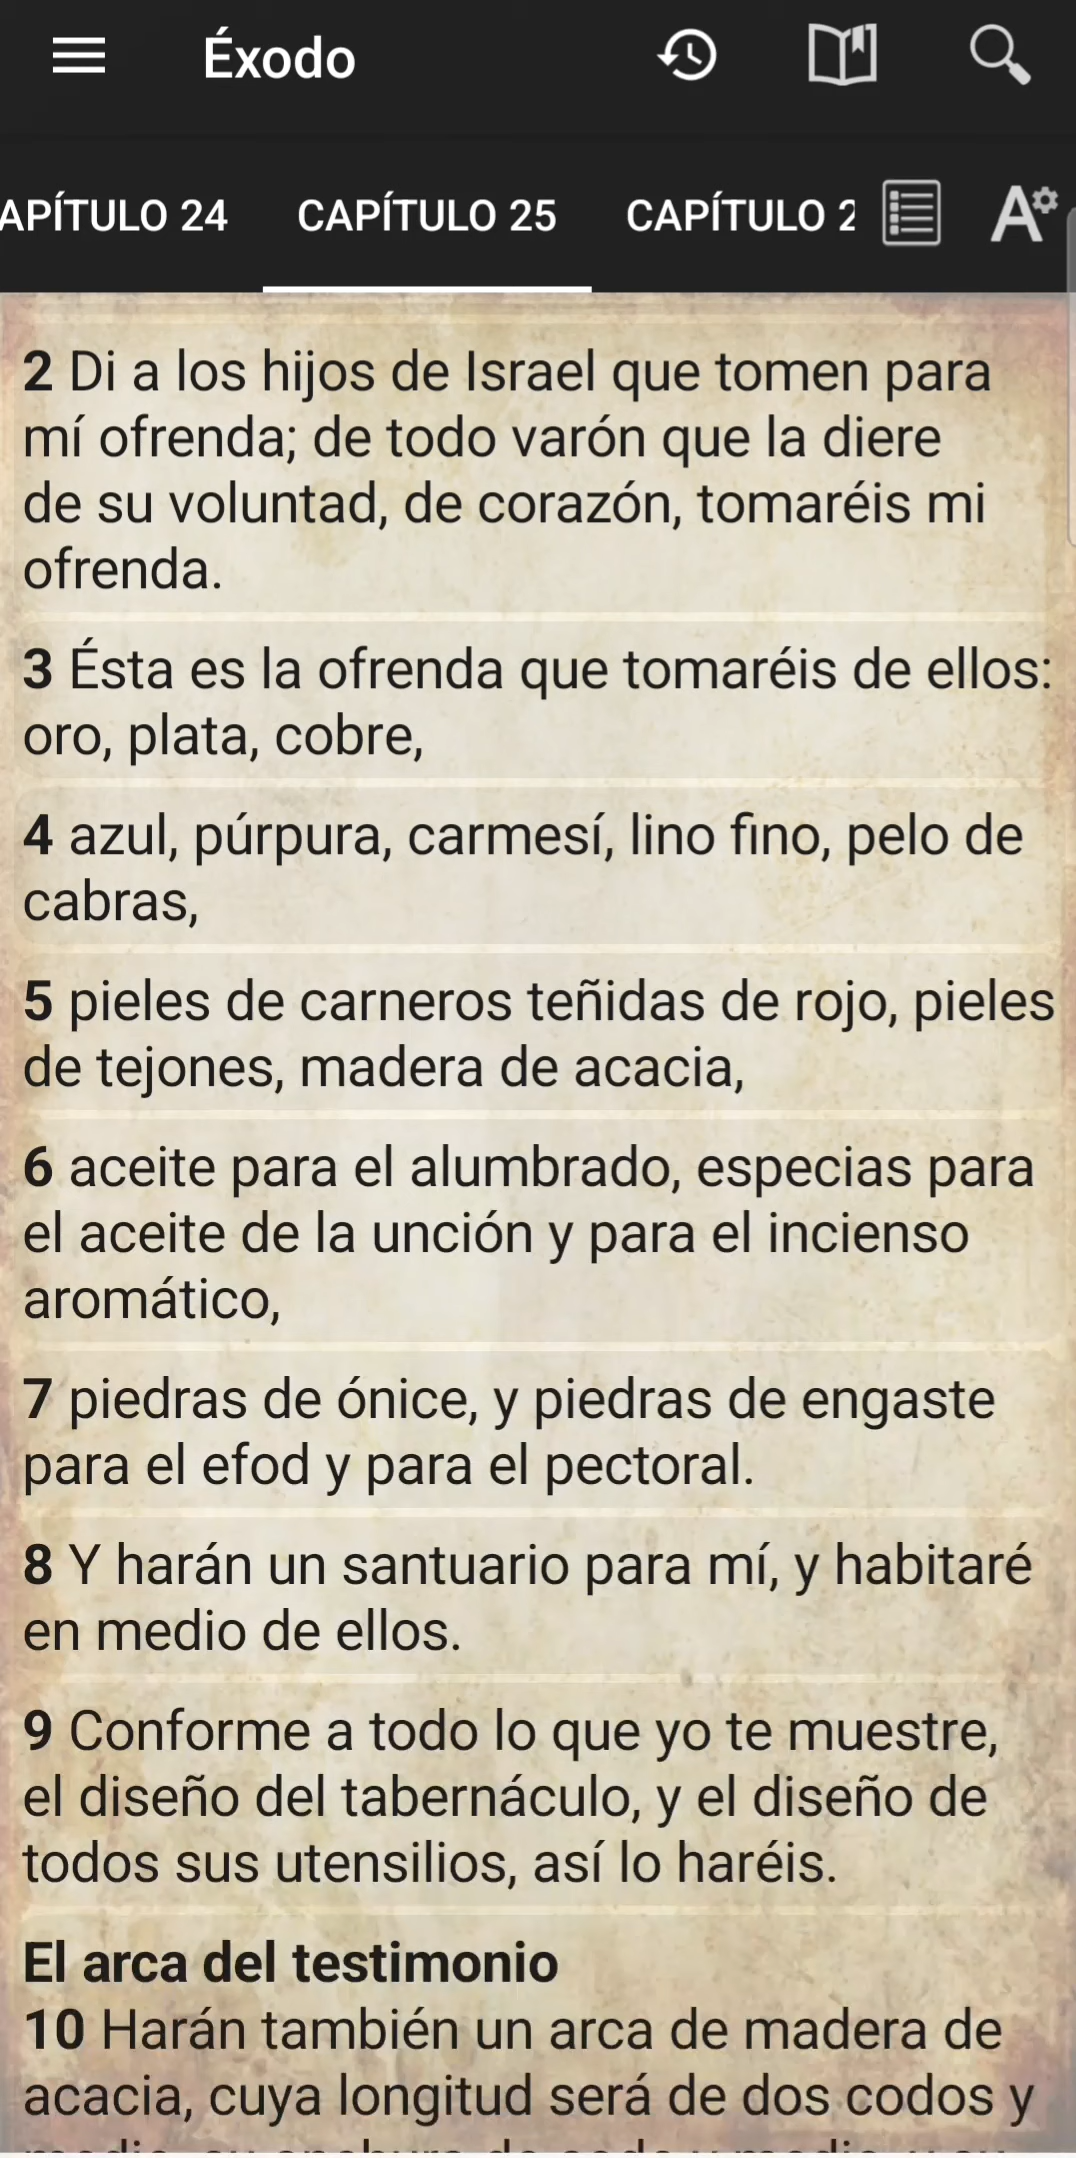 Éxodo
APÍTULO 24 CAPÍTULO 25 CAPÍTULO 2
2 Di a los hijos de Israel que tomen para
mí ofrenda; de todo varón que la diere
de su voluntad, de corazón, tomaréis mi
ofrenda.
3 Ésta es la ofrenda que tomaréis de ellos:
oro, plata, cobre,
4 azul, púrpura, carmesí, lino fino, pelo de
cabras,
5 pieles de carneros teñidas de rojo, pieles
de tejones, madera de acacia,
6 aceite para el alumbrado, especias para
el aceite de la unción y para el incienso
aromático,
7 piedras de ónice, y piedras de engaste
para el efod y para el pectoral.
8 Y harán un santuario para mí, y habitaré
en medio de ellos.
9 Conforme a todo lo que yo te muestre,
el diseño del tabernáculo, y el diseño de
todos sus utensilios, así lo haréis.
El arca del testimonio
10 Harán también un arca de madera de
acacia, cuya longitud será de dos codos y